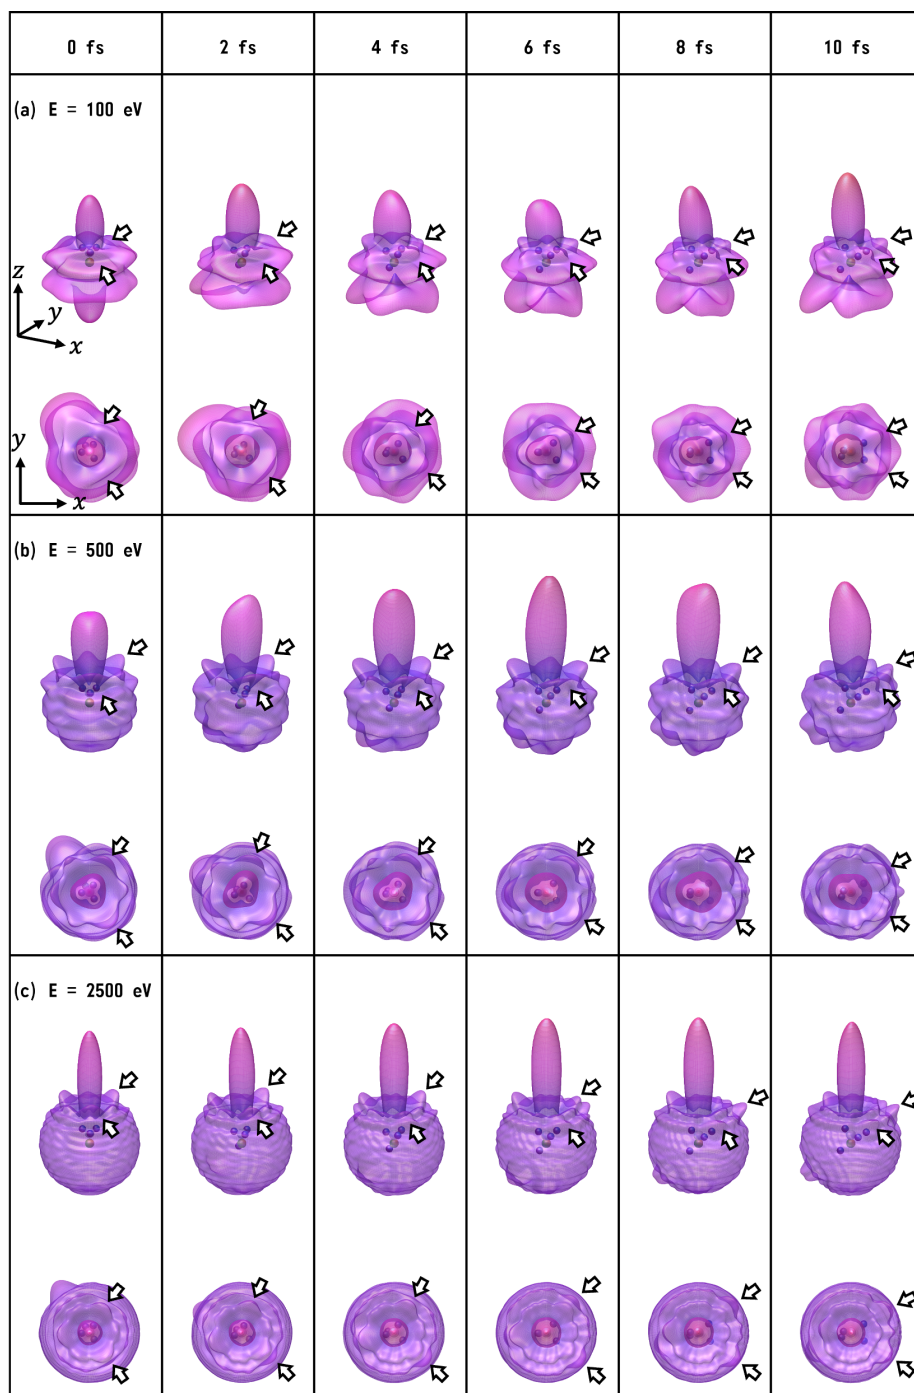 0 fs 2 fs 4 fs 6 fs 8 fs 10 fs
(a) E = 100 eV
z
y
x
y
x
(b) E = 500 eV
(c) E = 2500 eV